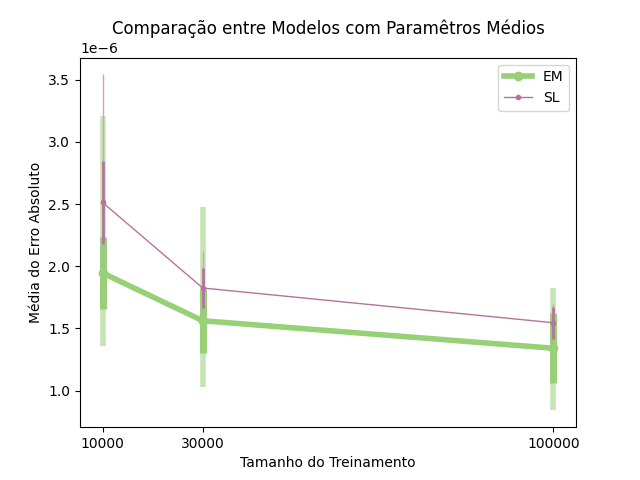 Comparação entre Modelos com Paramêtros Médios
1e−6
3.5
3.0
2.5
2.0
1.5
1.0
Média do Erro Absoluto
EM
SL
10000
30000
100000
Tamanho do Treinamento